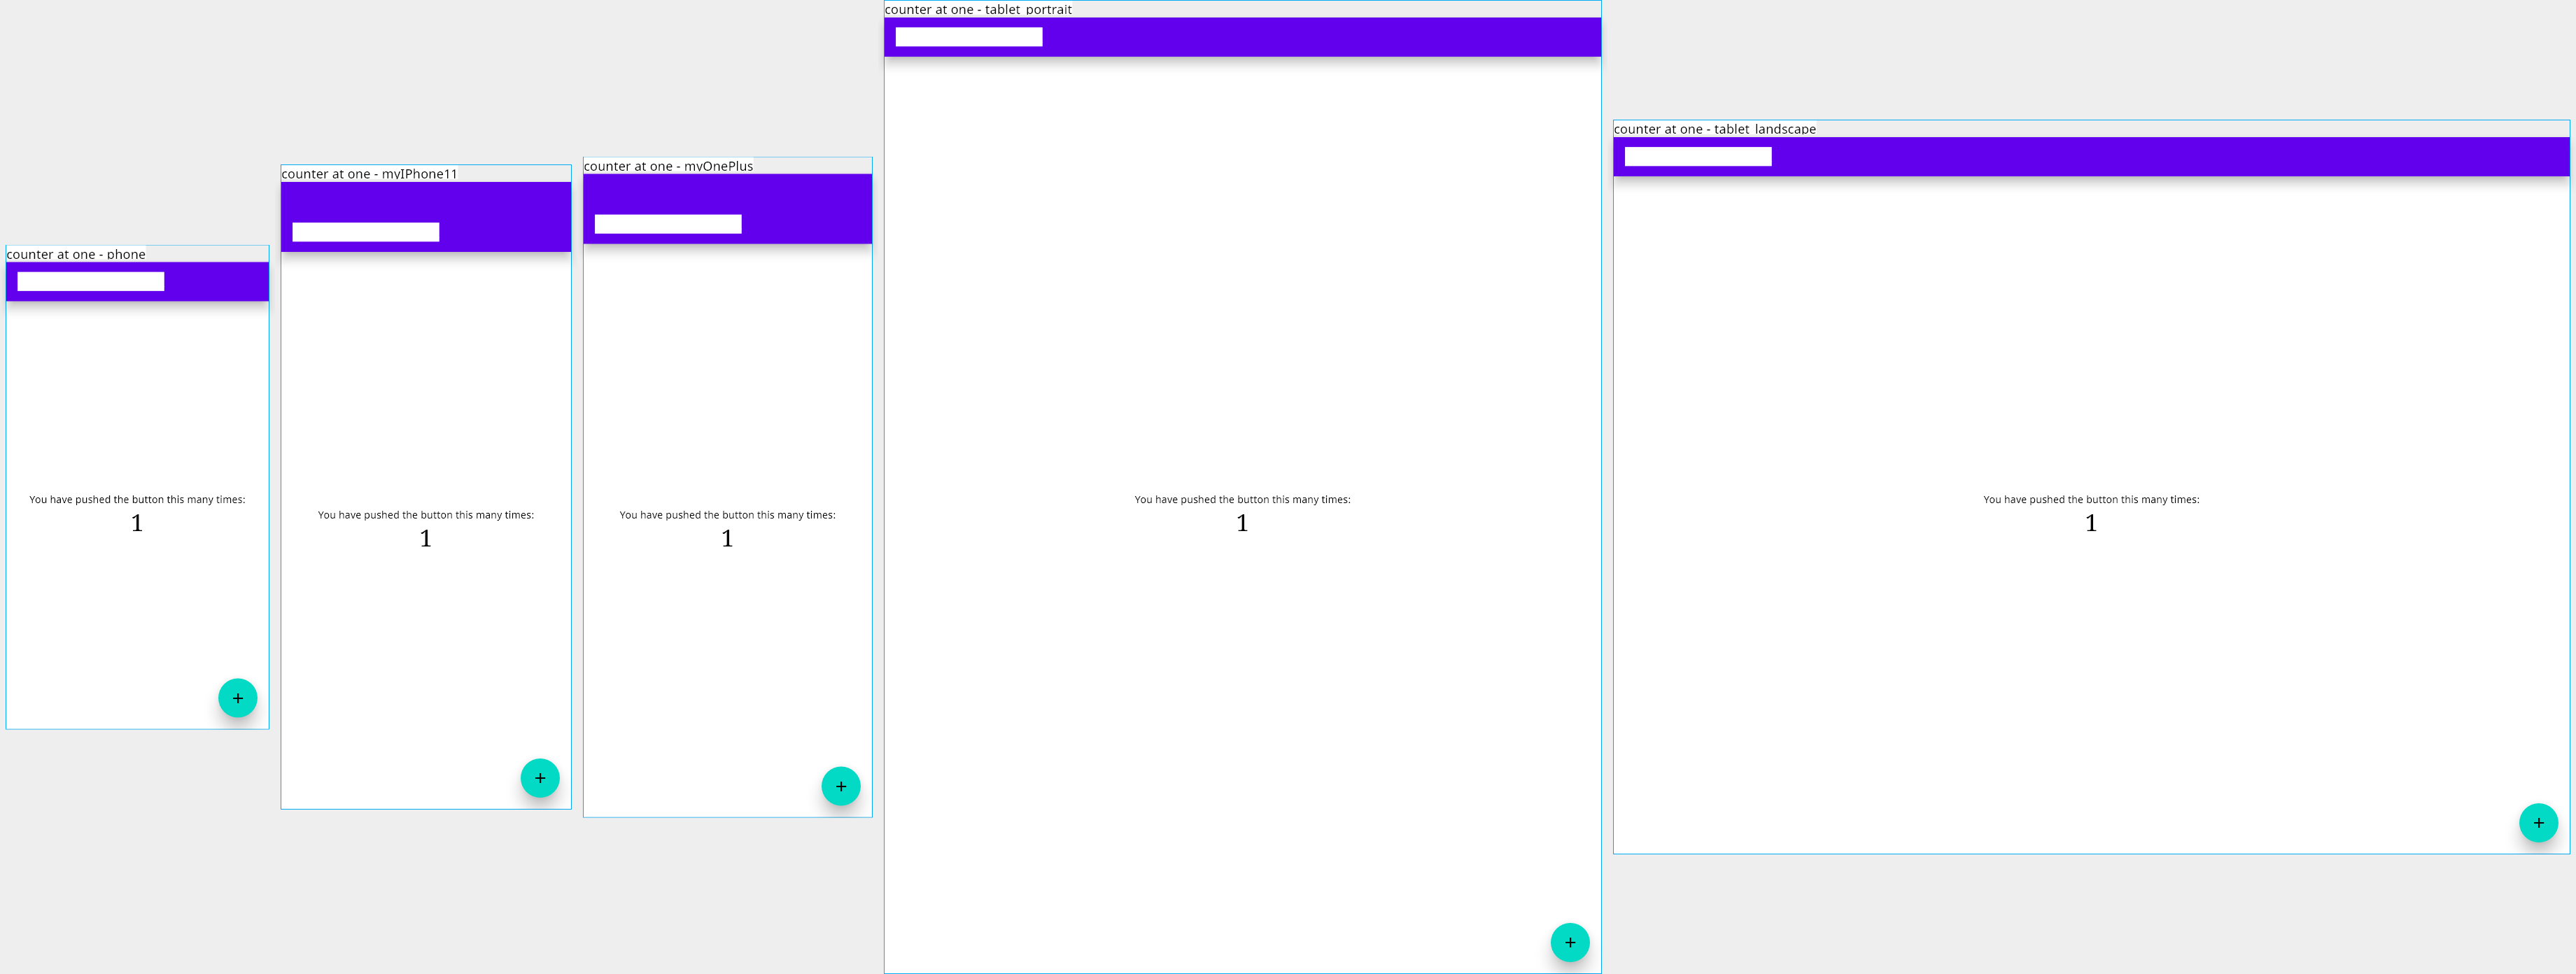 counter at one - phone
You have pushed the button this many times:
1
+
counter at one - myIPhone11
You have pushed the button this many times:
1
+
counter at one - myOnePlus
You have pushed the button this many times:
1
+
counter at one - tablet_portrait
You have pushed the button this many times:
1
+
counter at one - tablet_landscape
You have pushed the button this many times:
1
+